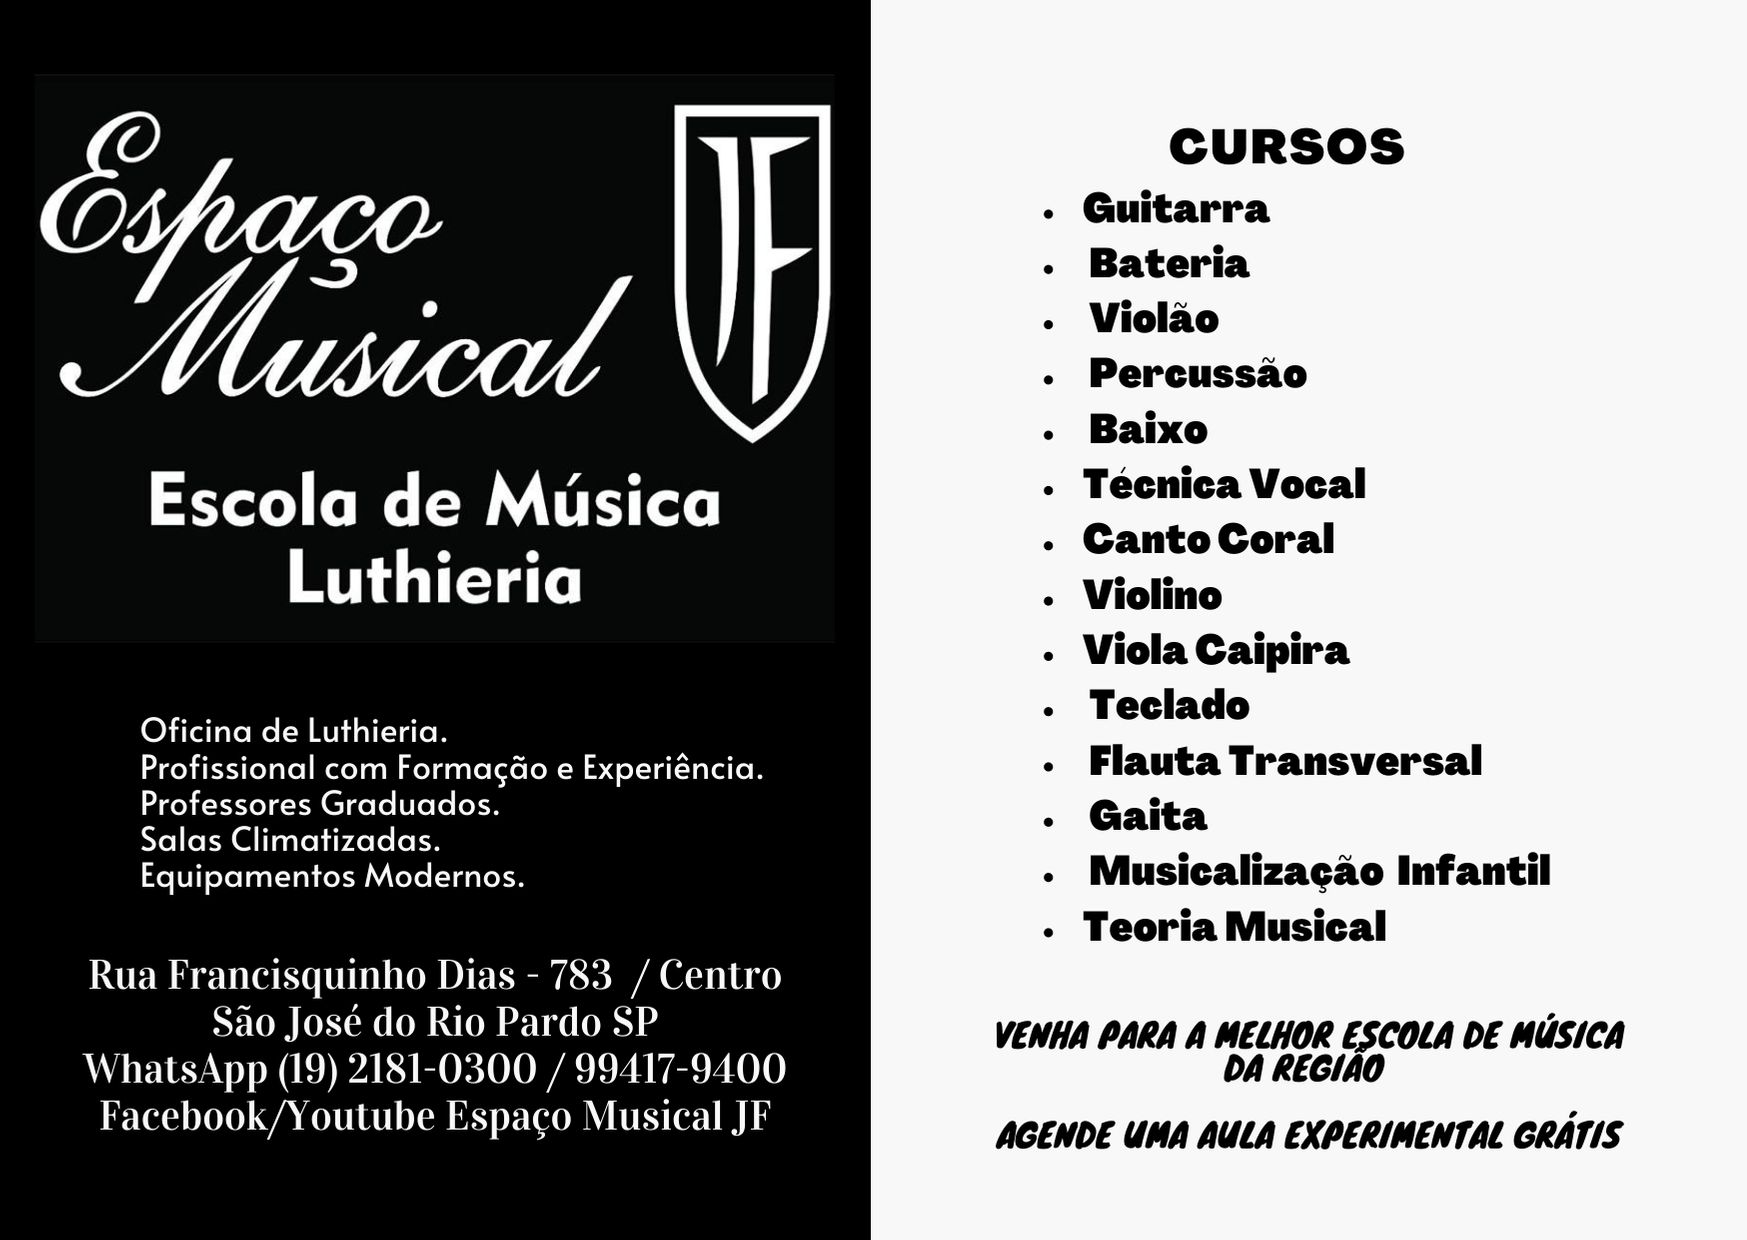 Espaço
Musical
JF
Escola de Música
Luthieria
Oficina de Luthieria.
Profissional com Formação e Experiência.
Professores Graduados.
Salas Climatizadas.
Equipamentos Modernos.
Rua Francisquinho Dias - 783 / Centro
São José do Rio Pardo SP
WhatsApp (19) 2181-0300 / 99417-9400
Facebook/Youtube Espaço Musical JF
CURSOS
• Guitarra
• Bateria
• Violão
• Percussão
• Baixo
• Técnica Vocal
• Canto Coral
• Violino
• Viola Caipira
• Teclado
• Flauta Transversal
• Gaita
• Musicalização Infantil
• Teoria Musical
VENHA PARA A MELHOR ESCOLA DE MÚSICA
DA REGIÃO
AGENDE UMA AULA EXPERIMENTAL GRÁTIS